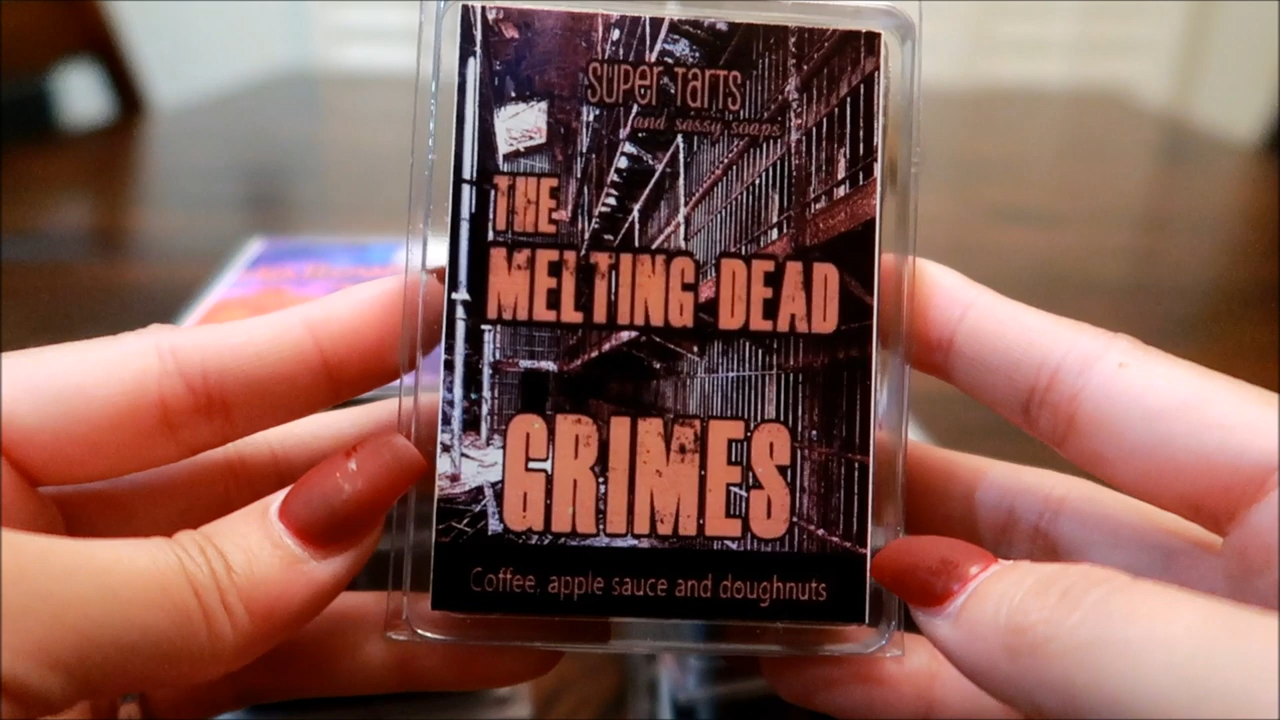 Super Tarts
and sassy soaps
THE
MELTING DEAD
GRIMES
Coffee, apple sauce and doughnuts